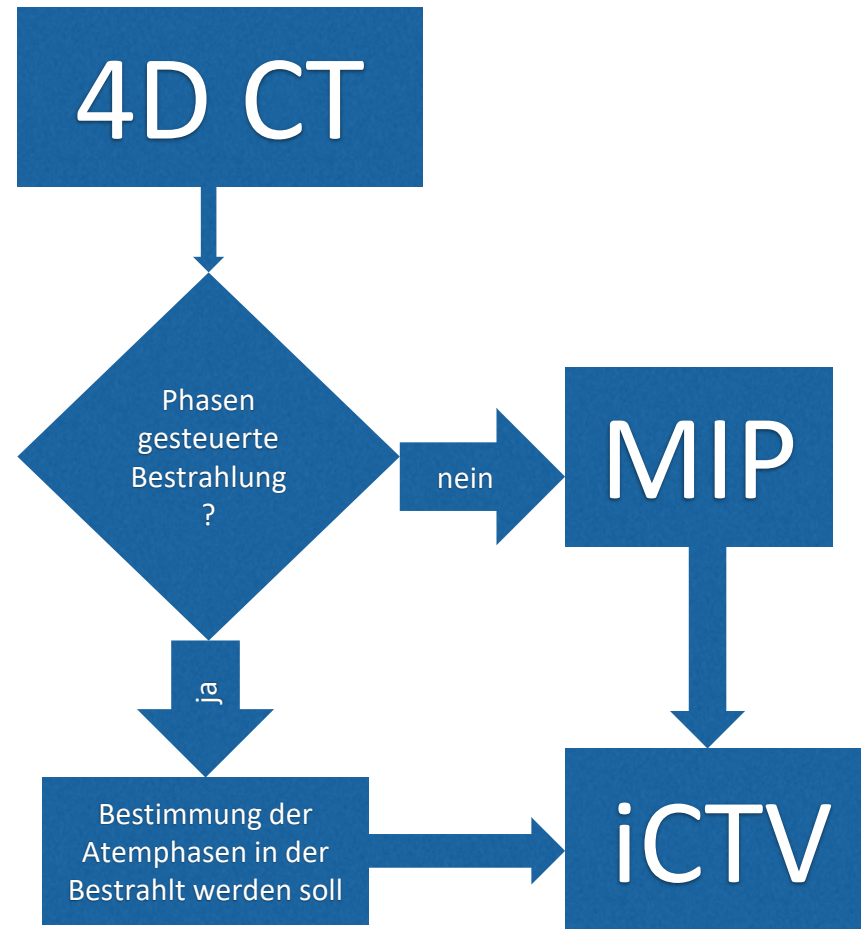 4D CT
Phasen
gesteuerte
Bestrahlung
?
nein
MIP
ja
Bestimmung der
Atemphasen in der
Bestrahlt werden soll
iCTV